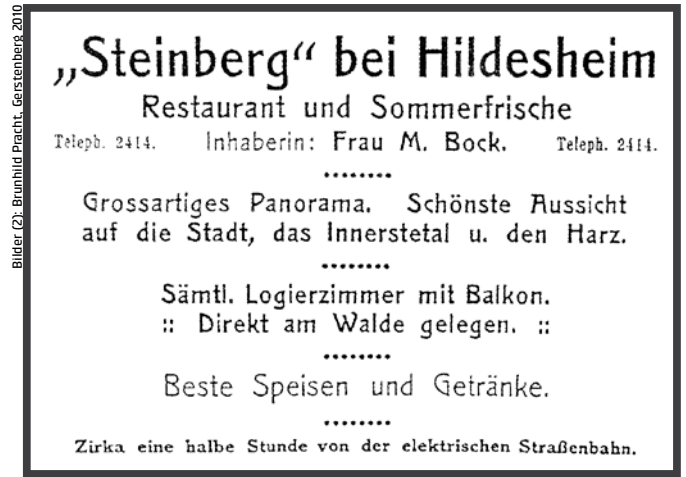 „Steinberg“ bei Hildesheim
Restaurant und Sommerfrische
Teleph. 2414. Inhaberin: Frau M. Bock. Teleph. 2414.
Grossartiges Panorama. Schönste Aussicht
auf die Stadt, das Innerstetal u. den Harz.
Sämtl. Logierzimmer mit Balkon.
:: Direkt am Walde gelegen. ::
Beste Speisen und Getränke.
Zirka eine halbe Stunde von der elektrischen Straßenbahn.
Bilder (2): Brunhild Pracht, Gerstenberg 2010